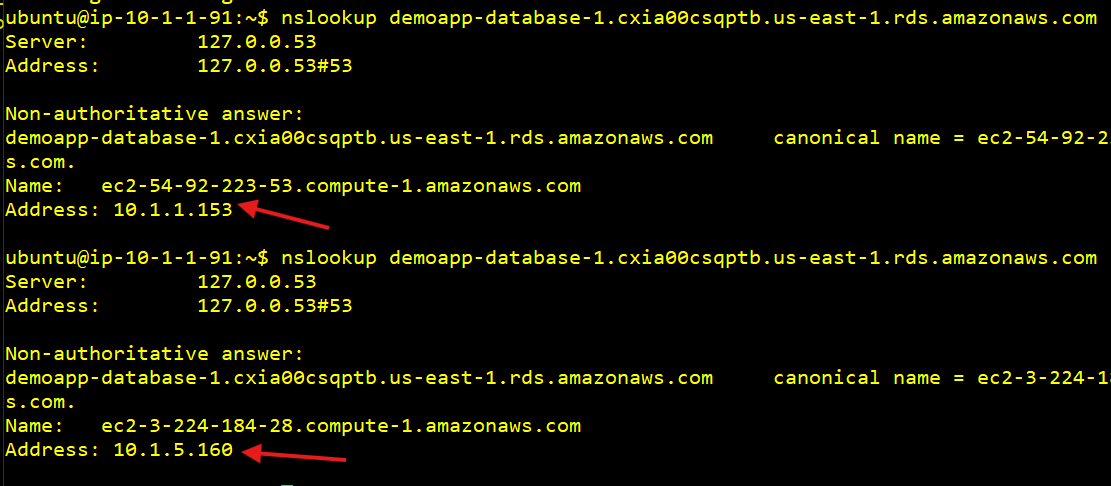 ubuntu@ip-10-1-1-91:~$ nslookup demoapp-database-1.cxia00csqptb.us-east-1.rds.amazonaws.com
Server: 127.0.0.53
Address: 127.0.0.53#53
Non-authoritative answer:
demoapp-database-1.cxia00csqptb.us-east-1.rds.amazonaws.com canonical name = ec2-54-92-2
s.com.
Name: ec2-54-92-223-53.compute-1.amazonaws.com
Address: 10.1.1.153
ubuntu@ip-10-1-1-91:~$ nslookup demoapp-database-1.cxia00csqptb.us-east-1.rds.amazonaws.com
Server: 127.0.0.53
Address: 127.0.0.53#53
Non-authoritative answer:
demoapp-database-1.cxia00csqptb.us-east-1.rds.amazonaws.com canonical name = ec2-3-224-18
s.com.
Name: ec2-3-224-184-28.compute-1.amazonaws.com
Address: 10.1.5.160